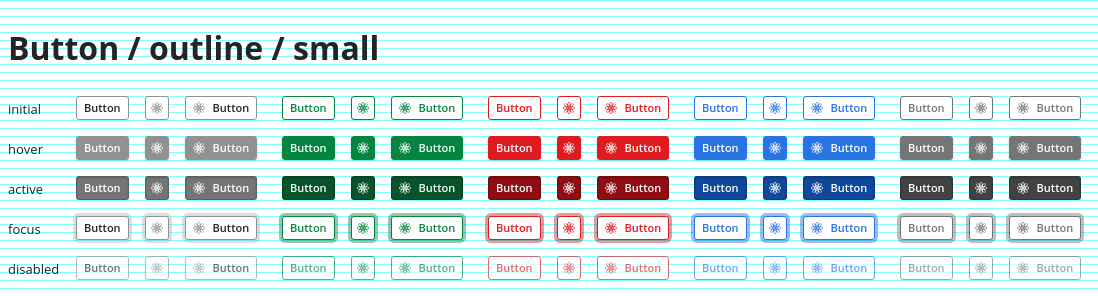 Button / outline / small
initial Button Button Button Button Button Button Button Button Button Button
hover Button Button Button Button Button Button Button Button Button Button
active Button Button Button Button Button Button Button Button Button Button
focus Button Button Button Button Button Button Button Button Button Button
disabled Button Button Button Button Button Button Button Button Button Button